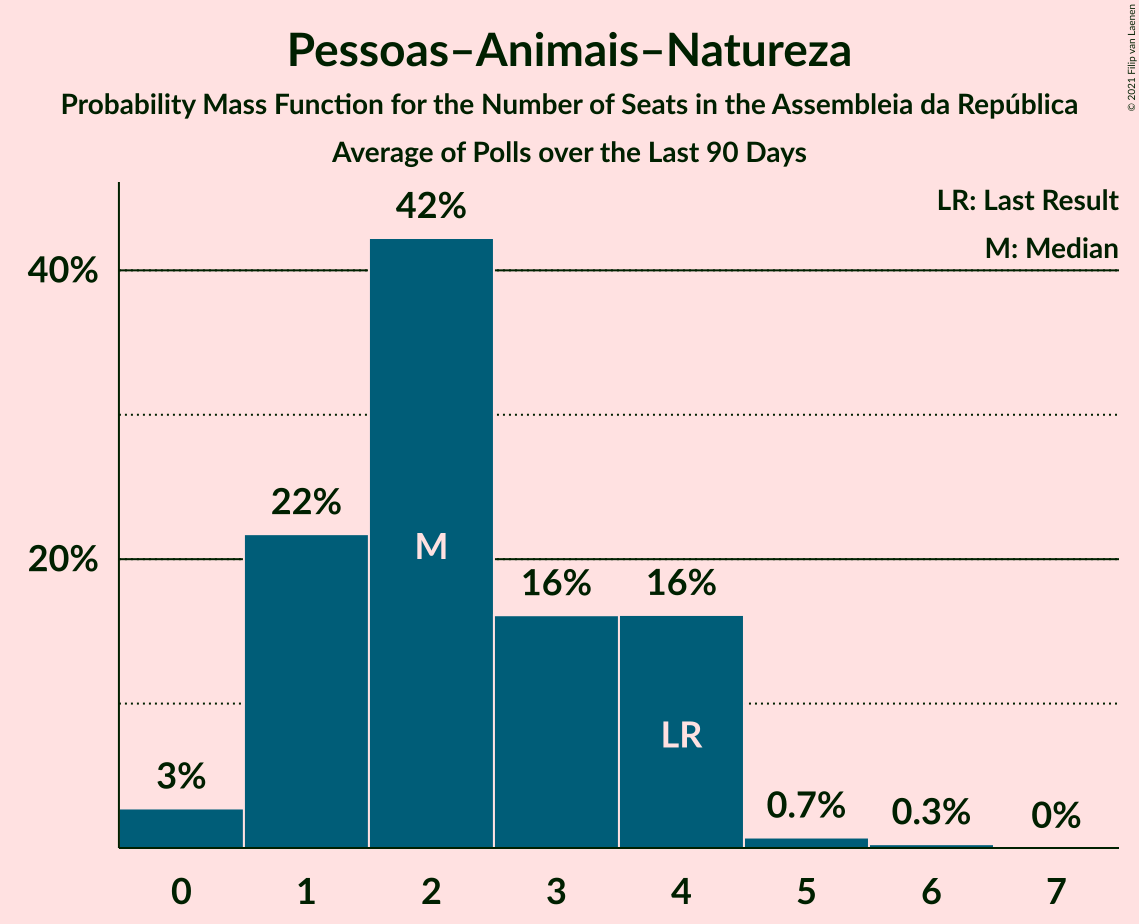 Pessoas–Animais–Natureza
Probability Mass Function for the Number of Seats in the Assembleia da República
Average of Polls over the Last 90 Days
© 2021 Filip van Laenen
LR: Last Result
M: Median
40%
20%
3%
22%
42%
16%
16%
0.7%
0.3%
0%
M
LR
0 1 2 3 4 5 6 7